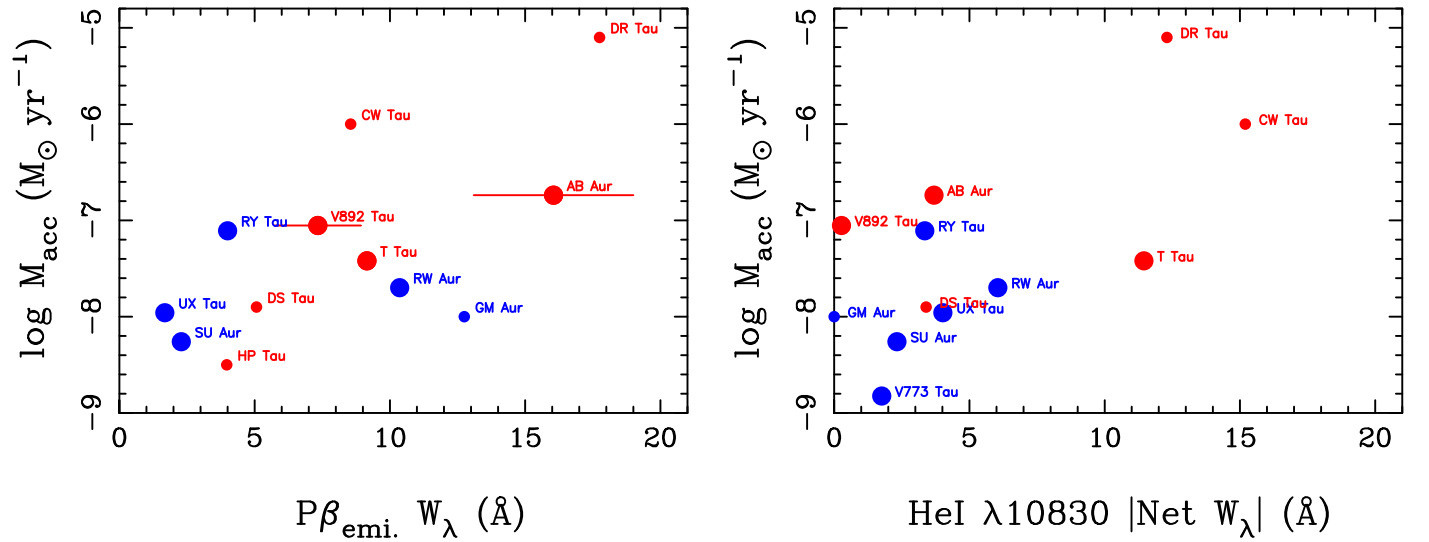 log M_acc (M_⊙ yr^−1)
−5
−6
−7
−8
−9
DR Tau
CW Tau
AB Aur
V892 Tau
RY Tau
T Tau
RW Aur
DS Tau
UX Tau
GM Aur
SU Aur
HP Tau
0 5 10 15 20
Pβ_emi. W_λ (Å)
log M_acc (M_⊙ yr^−1)
−5
−6
−7
−8
−9
DR Tau
CW Tau
AB Aur
V892 Tau
RY Tau
T Tau
RW Aur
DS Tau
UX Tau
GM Aur
SU Aur
V773 Tau
0 5 10 15 20
HeI λ10830 |Net W_λ| (Å)